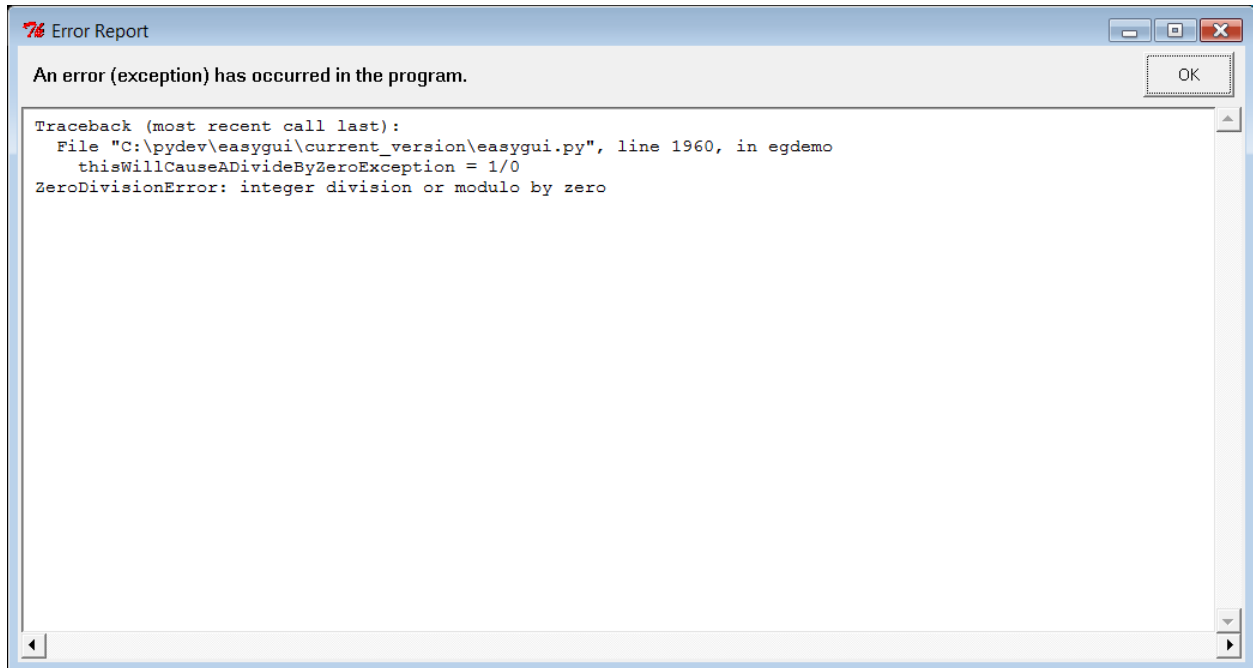 Error Report
An error (exception) has occurred in the program.
OK
Traceback (most recent call last):
  File "C:\pydev\easygui\current_version\easygui.py", line 1960, in egdemo
    thisWillCauseADivideByZeroException = 1/0
ZeroDivisionError: integer division or modulo by zero